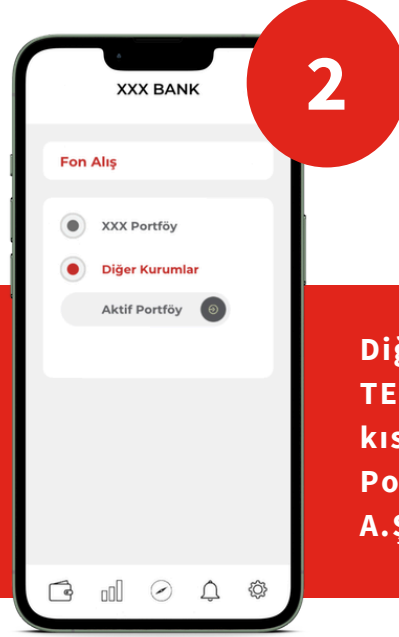 2
XXX BANK
Fon Alış
XXX Portföy
Diğer Kurumlar
Aktif Portföy
A.Ş